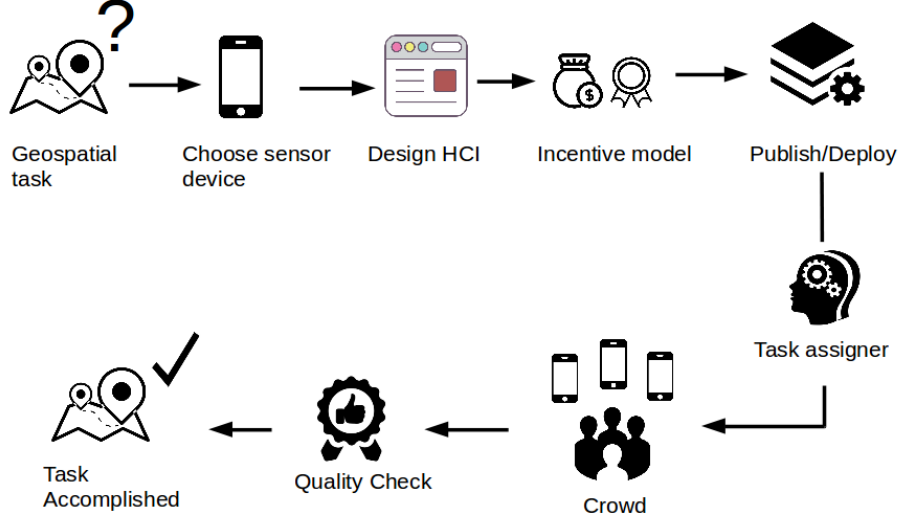 ?
Geospatial
task
Choose sensor
device
Design HCI
Incentive model
$
Publish/Deploy
Task assigner
Crowd
Quality Check
Task
Accomplished